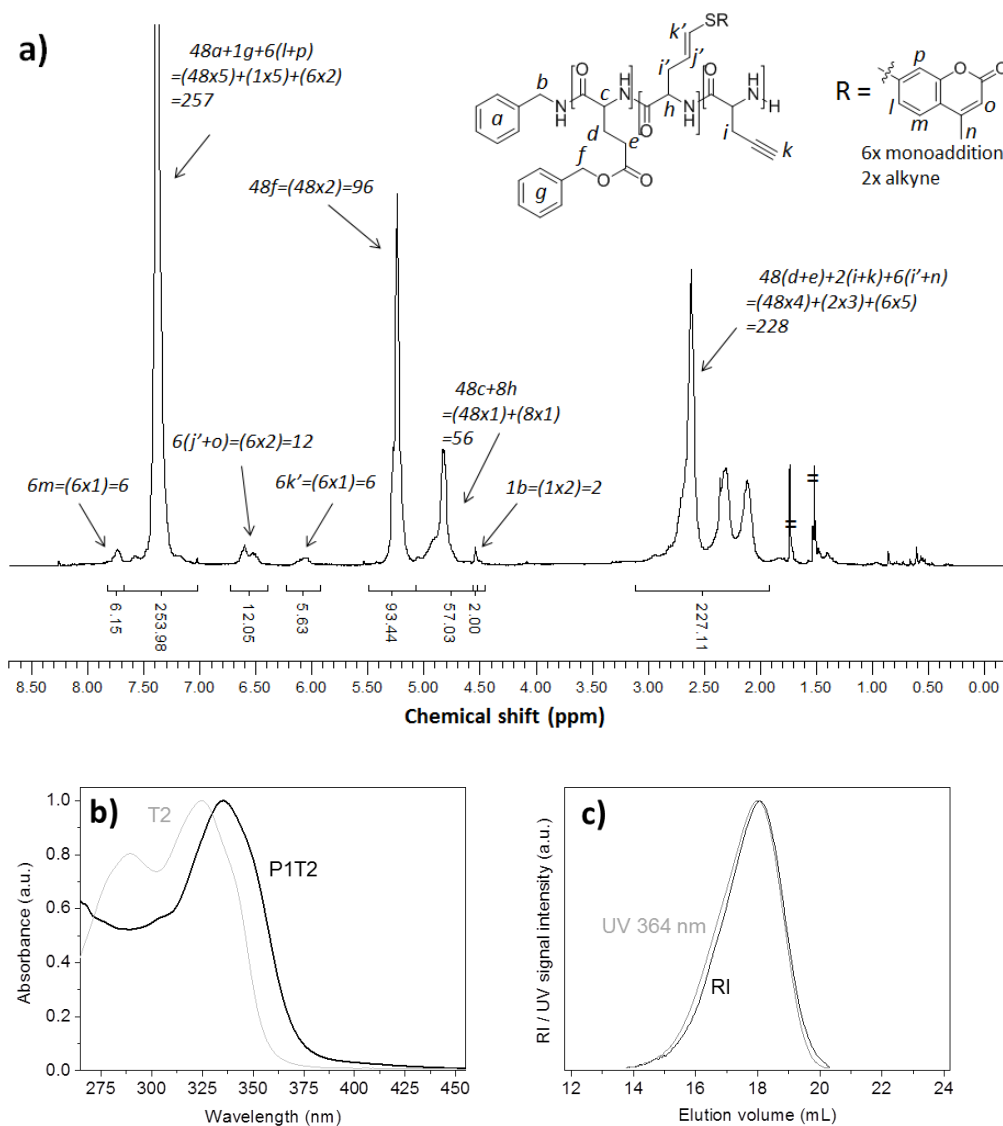 a)
48a+1g+6(l+p)
=(48x5)+(1x5)+(6x2)
=257
48f=(48x2)=96
6(j'+o)=(6x2)=12
6m=(6x1)=6
6k'=(6x1)=6
48c+8h
=(48x1)+(8x1)
=56
1b=(1x2)=2
48(d+e)+2(i+k)+6(i'+n)
=(48x4)+(2x3)+(6x5)
=228
SR
k'
j'
i'
O
H
N
O
H
N
O
H
N
H
b
N
H
c
h
O
O
i
k
a
d
e
f
O
O
g
R =
p
O
O
l
m
o
n
6x monoaddition
2x alkyne
6.15
253.98
12.05
5.63
93.44
57.03
2.00
227.11
8.50 8.00 7.50 7.00 6.50 6.00 5.50 5.00 4.50 4.00 3.50 3.00 2.50 2.00 1.50 1.00 0.50 0.00
Chemical shift (ppm)
b)
T2
P1T2
1.0
0.8
0.6
0.4
0.2
0.0
Absorbance (a.u.)
275 300 325 350 375 400 425 450
Wavelength (nm)
c)
UV 364 nm
RI
RI / UV signal intensity (a.u.)
12 14 16 18 20 22 24
Elution volume (mL)